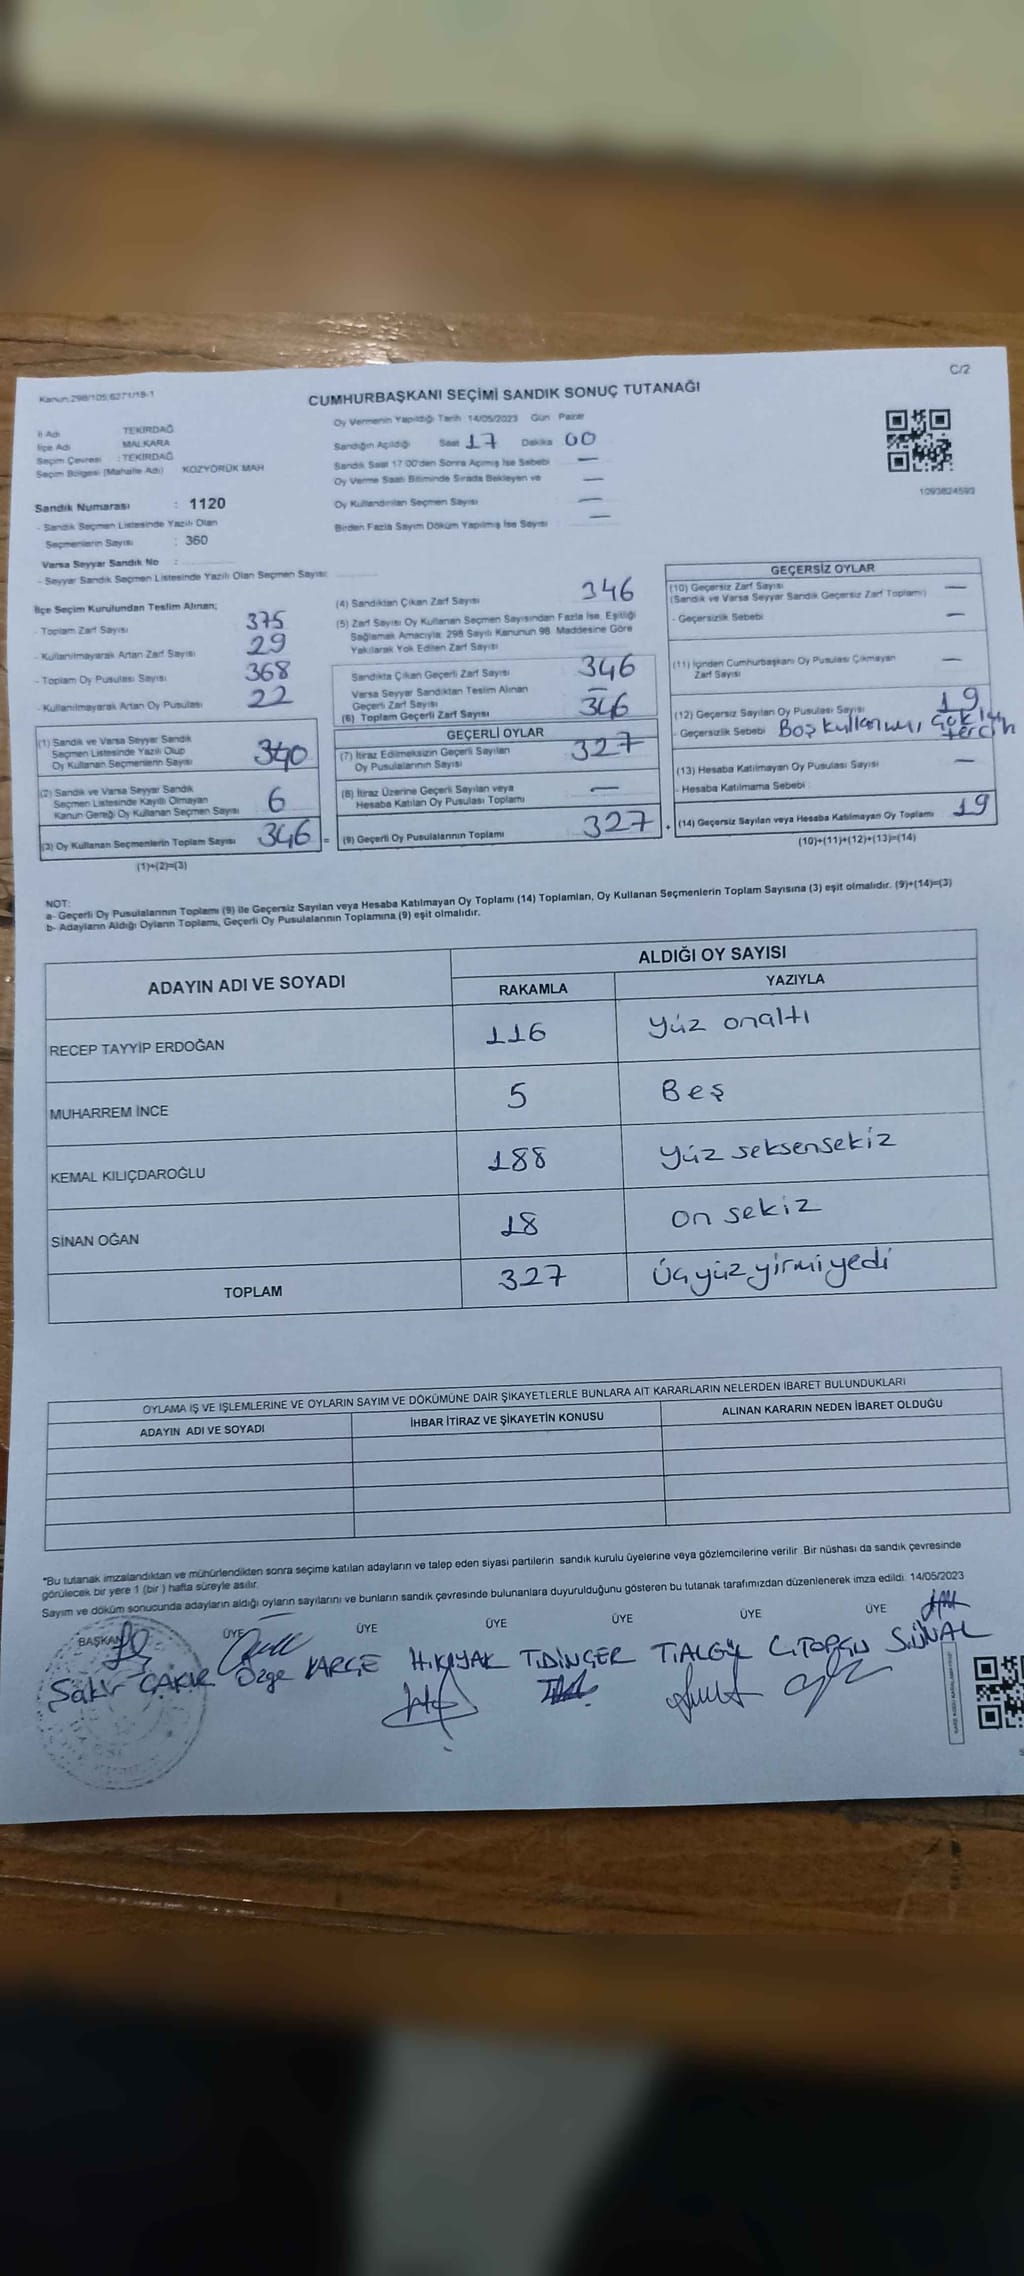 Kanun:298/105;6271/18-1
C/2
CUMHURBAŞKANI SEÇİMİ SANDIK SONUÇ TUTANAĞI
İl Adı TEKİRDAĞ
İlçe Adı MALKARA
Seçim Çevresi : TEKİRDAĞ
Seçim Bölgesi (Mahalle Adı) KOZYÖRÜK MAH
Sandık Numarası : 1120
- Sandık Seçmen Listesinde Yazılı Olan
Seçmenlerin Sayısı : 360
Varsa Seyyar Sandık No :
- Seyyar Sandık Seçmen Listesinde Yazılı Olan Seçmen Sayısı:
Oy Vermenin Yapıldığı Tarih 14/05/2023 Gün Pazar
Sandığın Açıldığı Saat 17 Dakika 00
Sandık Saat 17:00'den Sonra Açılmış İse Sebebi —
Oy Verme Saati Bitiminde Sırada Bekleyen ve —
Oy Kullandırılan Seçmen Sayısı —
Birden Fazla Sayım Döküm Yapılmış İse Sayısı —
1093824593
İlçe Seçim Kurulundan Teslim Alınan;
- Toplam Zarf Sayısı 375
- Kullanılmayarak Artan Zarf Sayısı 29
- Toplam Oy Pusulası Sayısı 368
- Kullanılmayarak Artan Oy Pusulası 22
(1) Sandık ve Varsa Seyyar Sandık
Seçmen Listesinde Yazılı Olup
Oy Kullanan Seçmenlerin Sayısı 340
(2) Sandık ve Varsa Seyyar Sandık
Seçmen Listesinde Kayıtlı Olmayan
Kanun Gereği Oy Kullanan Seçmen Sayısı 6
(3) Oy Kullanan Seçmenlerin Toplam Sayısı 346 =
(1)+(2)=(3)
(4) Sandıktan Çıkan Zarf Sayısı 346
(5) Zarf Sayısı Oy Kullanan Seçmen Sayısından Fazla İse, Eşitliği
Sağlamak Amacıyla; 298 Sayılı Kanunun 98. Maddesine Göre
Yakılarak Yok Edilen Zarf Sayısı
Sandıkta Çıkan Geçerli Zarf Sayısı 346
Varsa Seyyar Sandıktan Teslim Alınan
Geçerli Zarf Sayısı —
(6) Toplam Geçerli Zarf Sayısı 346
GEÇERLİ OYLAR
(7) İtiraz Edilmeksizin Geçerli Sayılan
Oy Pusulalarının Sayısı 327
(8) İtiraz Üzerine Geçerli Sayılan veya
Hesaba Katılan Oy Pusulası Toplamı —
(9) Geçerli Oy Pusulalarının Toplamı 327 +
GEÇERSİZ OYLAR
(10) Geçersiz Zarf Sayısı —
(Sandık ve Varsa Seyyar Sandık Geçersiz Zarf Toplamı)
- Geçersizlik Sebebi —
(11) İçinden Cumhurbaşkanı Oy Pusulası Çıkmayan
Zarf Sayısı —
(12) Geçersiz Sayılan Oy Pusulası Sayısı 19
- Geçersizlik Sebebi Boş kullanımı, çoklu tercih
(13) Hesaba Katılmayan Oy Pusulası Sayısı —
- Hesaba Katılmama Sebebi
(14) Geçersiz Sayılan veya Hesaba Katılmayan Oy Toplamı 19
(10)+(11)+(12)+(13)=(14)
NOT:
a- Geçerli Oy Pusulalarının Toplamı (9) ile Geçersiz Sayılan veya Hesaba Katılmayan Oy Toplamı (14) Toplamları, Oy Kullanan Seçmenlerin Toplam Sayısına (3) eşit olmalıdır. (9)+(14)=(3)
b- Adayların Aldığı Oyların Toplamı, Geçerli Oy Pusulalarının Toplamına (9) eşit olmalıdır.
ADAYIN ADI VE SOYADI
ALDIĞI OY SAYISI
RAKAMLA YAZIYLA
RECEP TAYYİP ERDOĞAN 116 Yüz onaltı
MUHARREM İNCE 5 Beş
KEMAL KILIÇDAROĞLU 188 Yüz seksensekiz
SİNAN OĞAN 18 On sekiz
TOPLAM 327 Üçyüz yirmiyedi
OYLAMA İŞ VE İŞLEMLERİNE VE OYLARIN SAYIM VE DÖKÜMÜNE DAİR ŞİKAYETLERLE BUNLARA AİT KARARLARIN NELERDEN İBARET BULUNDUKLARI
ADAYIN ADI VE SOYADI İHBAR İTİRAZ VE ŞİKAYETİN KONUSU ALINAN KARARIN NEDEN İBARET OLDUĞU
*Bu tutanak imzalandıktan ve mühürlendikten sonra seçime katılan adayların ve talep eden siyasi partilerin sandık kurulu üyelerine veya gözlemcilerine verilir. Bir nüshası da sandık çevresinde
görülecek bir yere 1 (bir ) hafta süreyle asılır.
Sayım ve döküm sonucunda adayların aldığı oyların sayılarını ve bunların sandık çevresinde bulunanlara duyurulduğunu gösteren bu tutanak tarafımızdan düzenlenerek imza edildi. 14/05/2023
BAŞKAN ÜYE ÜYE ÜYE ÜYE ÜYE ÜYE
Şakir ÇAKIR Özge KARGE H.KAYAK T.DİNÇER T.ALGÜL S.ÜNAL